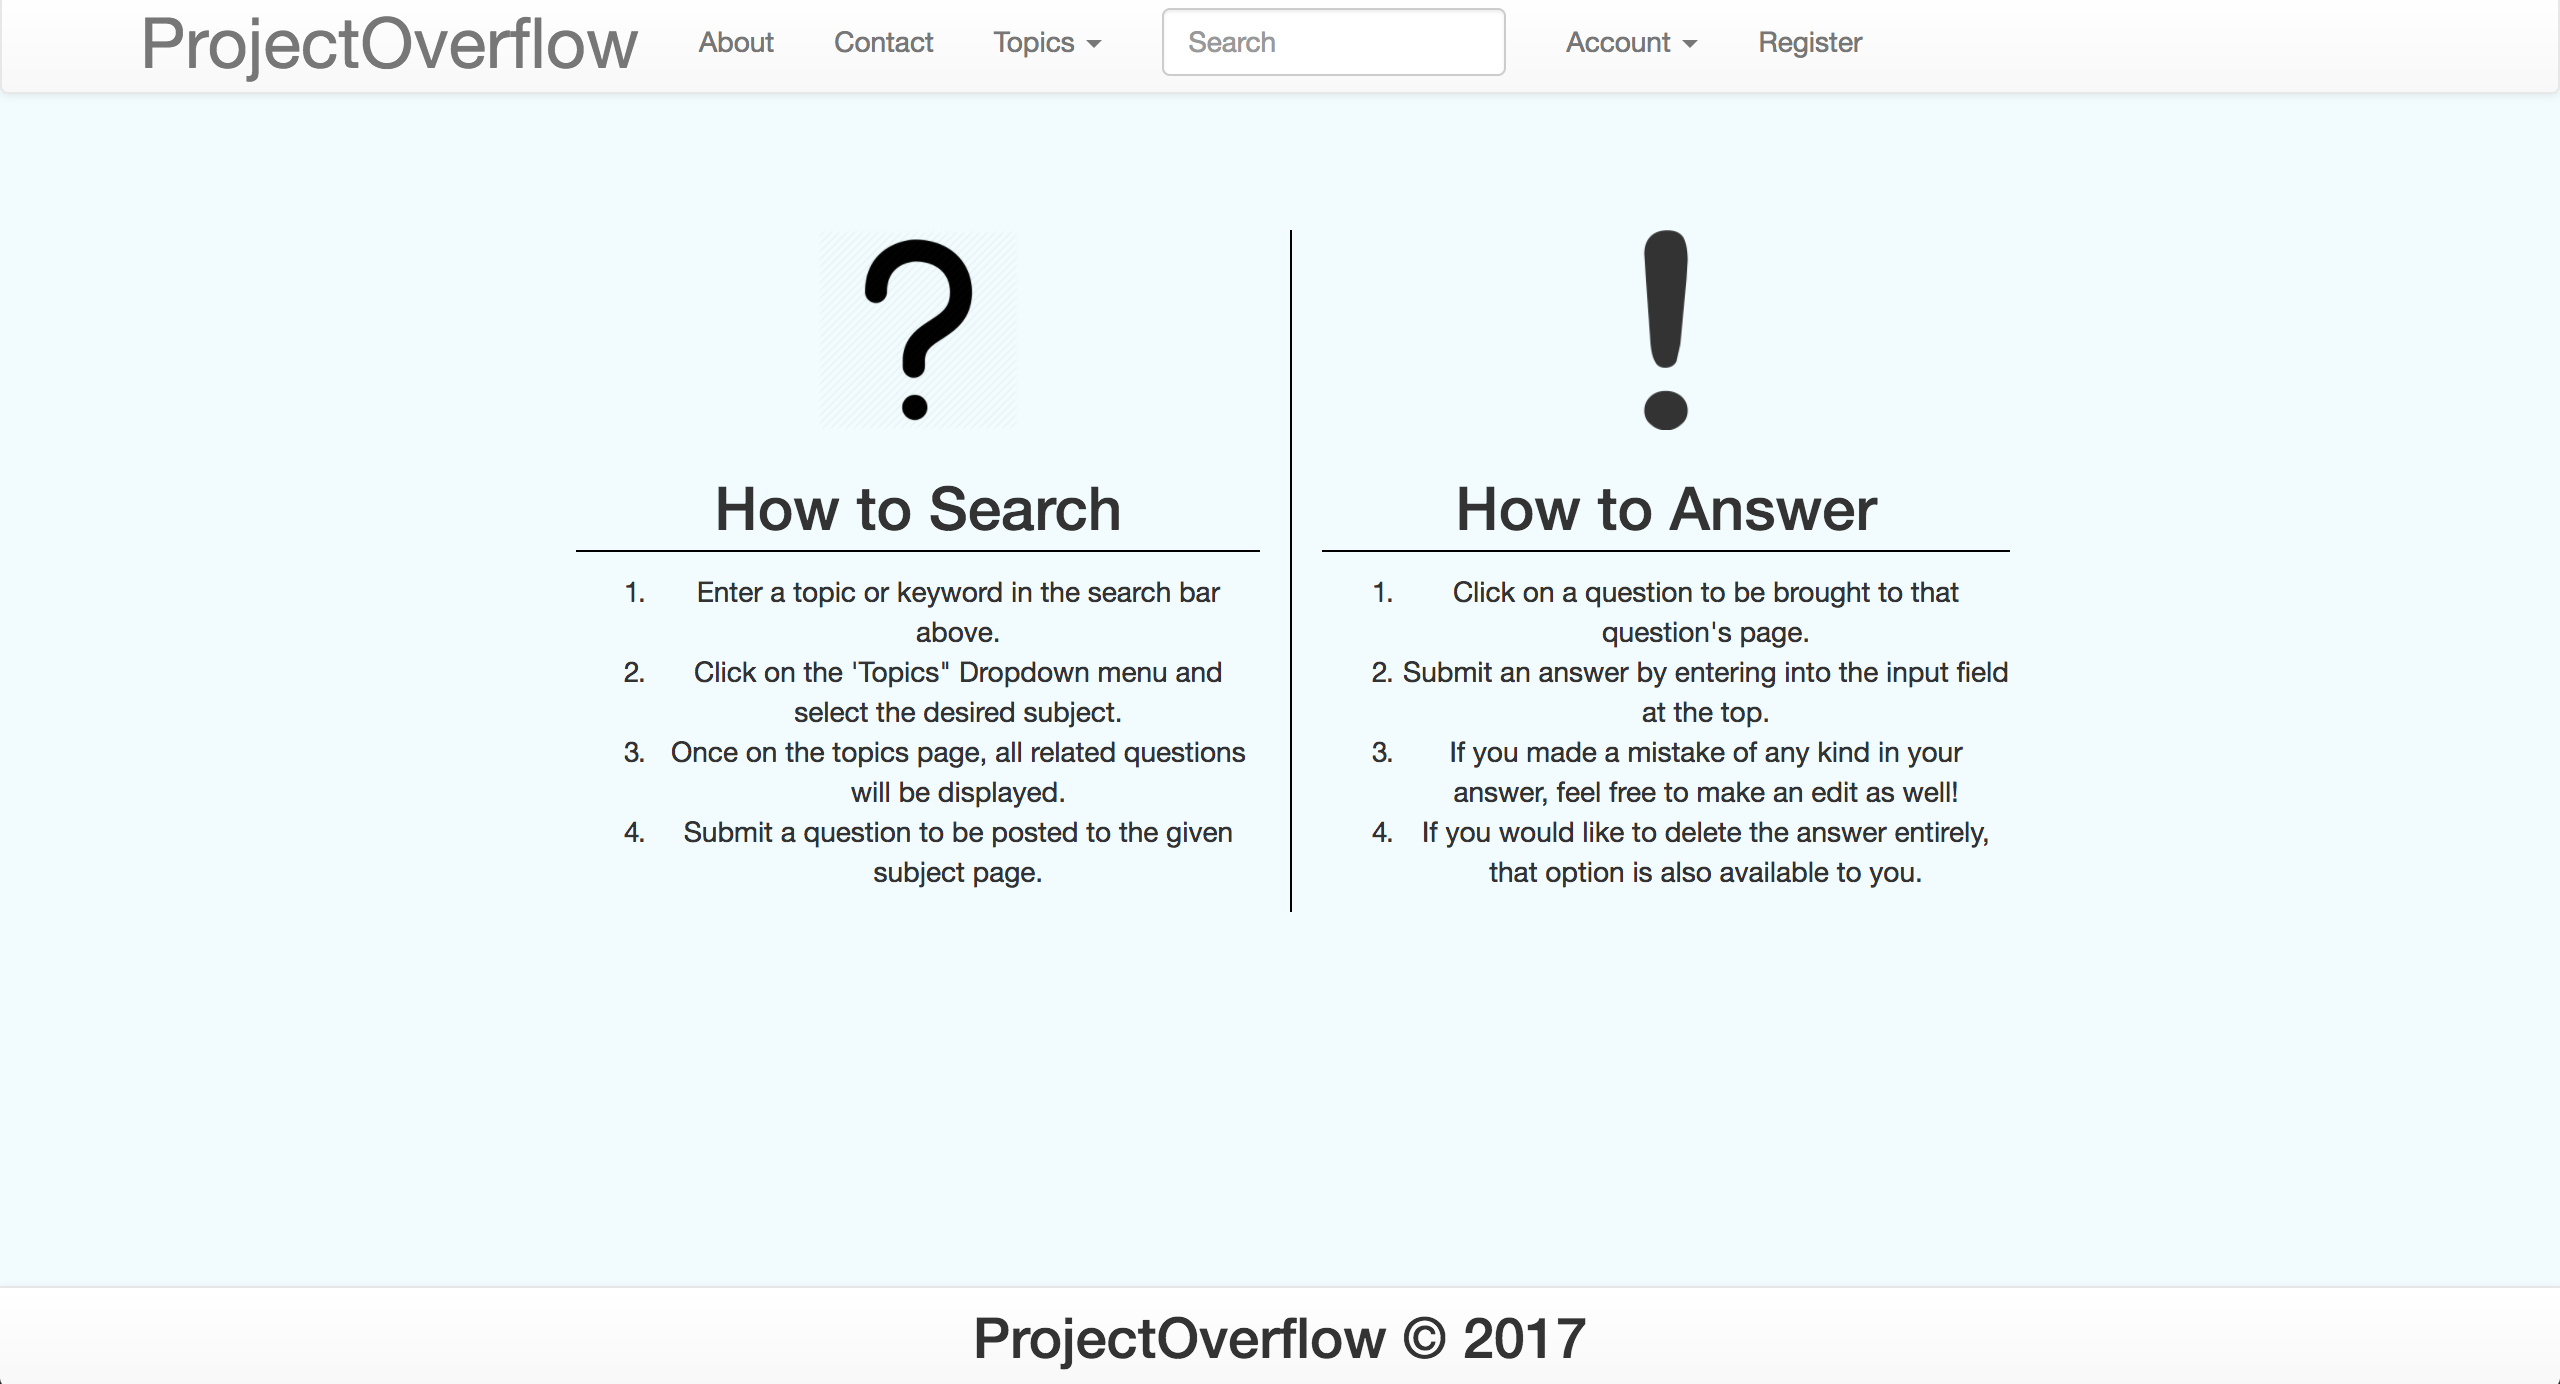 ProjectOverflow About Contact Topics Search Account Register
?
How to Search
1. Enter a topic or keyword in the search bar
above.
2. Click on the 'Topics" Dropdown menu and
select the desired subject.
3. Once on the topics page, all related questions
will be displayed.
4. Submit a question to be posted to the given
subject page.
!
How to Answer
1. Click on a question to be brought to that
question's page.
2. Submit an answer by entering into the input field
at the top.
3. If you made a mistake of any kind in your
answer, feel free to make an edit as well!
4. If you would like to delete the answer entirely,
that option is also available to you.
ProjectOverflow © 2017